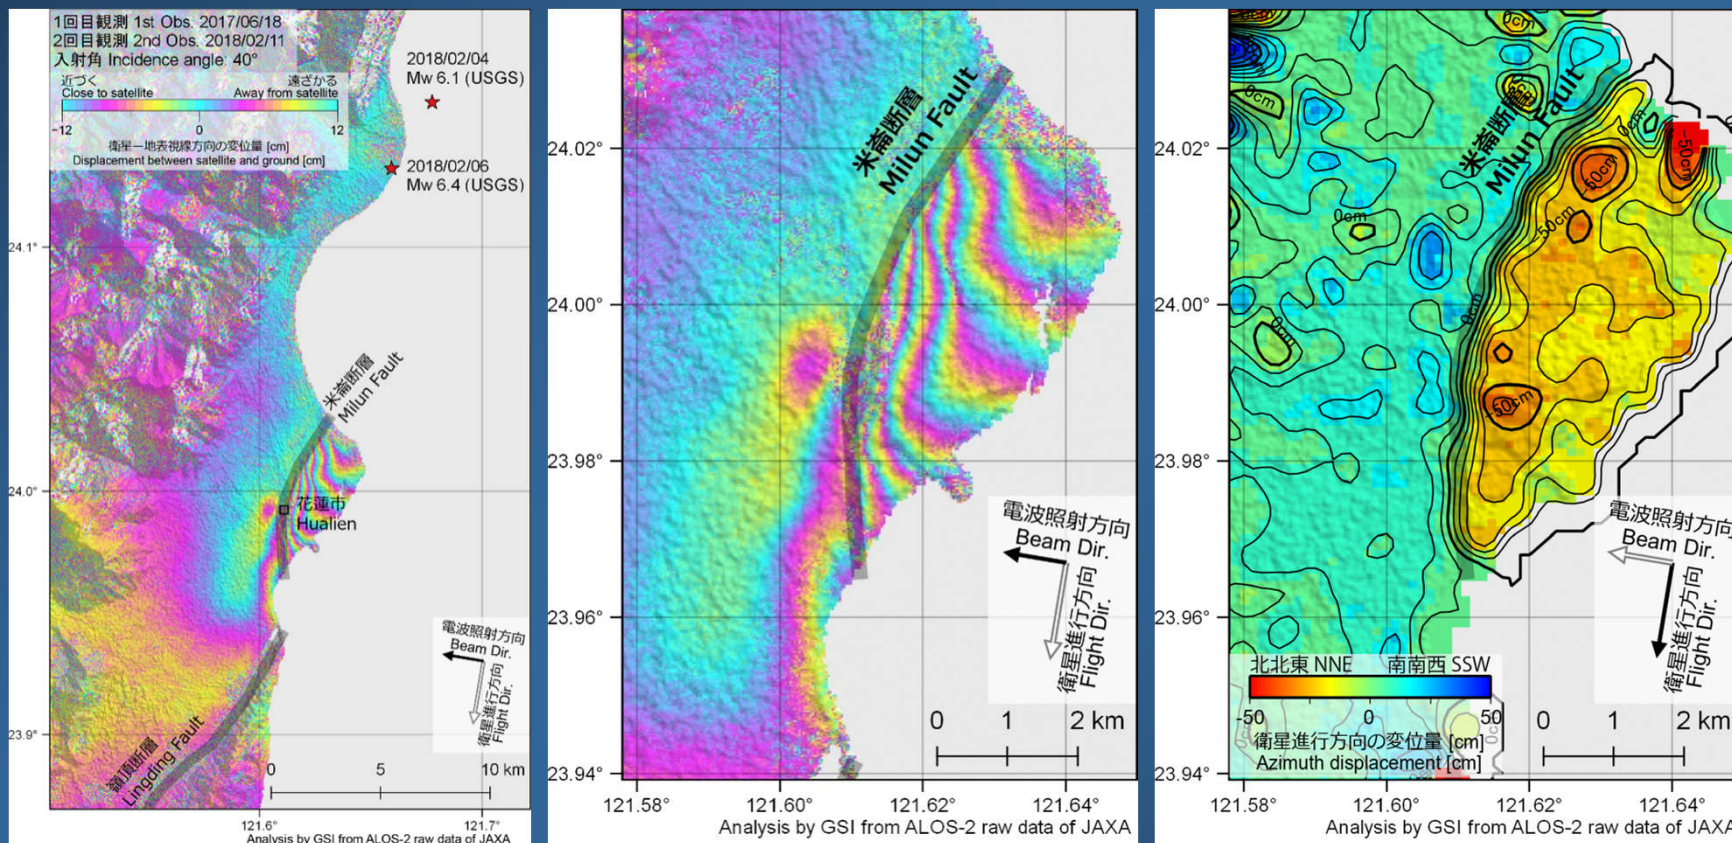 1回目観測 1st Obs. 2017/06/18
2回目観測 2nd Obs. 2018/02/11
入射角 Incidence angle: 40°
近づく 遠ざかる
Close to satellite Away from satellite
-12 0 12
衛星ー地表視線方向の変位量 [cm]
Displacement between satellite and ground [cm]
2018/02/04
Mw 6.1 (USGS)
2018/02/06
Mw 6.4 (USGS)
24.1°
米崙断層
Milun Fault
24.0°
花蓮市
Hualien
電波照射方向
Beam Dir.
衛星進行方向
Flight Dir.
23.9°
嶺頂断層
Lingding Fault
0 5 10 km
121.6° 121.7°
Analysis by GSI from ALOS-2 raw data of JAXA
米崙断層
Milun Fault
24.02°
24.00°
23.98°
23.96°
23.94°
電波照射方向
Beam Dir.
衛星進行方向
Flight Dir.
0 1 2 km
121.58° 121.60° 121.62° 121.64°
Analysis by GSI from ALOS-2 raw data of JAXA
米崙断層
Milun Fault
24.02°
24.00°
23.98°
23.96°
23.94°
0cm
0cm
0cm
0cm
0cm
-50cm
-50cm
-50cm
-50cm
電波照射方向
Beam Dir.
衛星進行方向
Flight Dir.
北北東 NNE 南南西 SSW
-50 0 50
衛星進行方向の変位量 [cm]
Azimuth displacement [cm]
0 1 2 km
121.58° 121.60° 121.62° 121.64°
Analysis by GSI from ALOS-2 raw data of JAXA